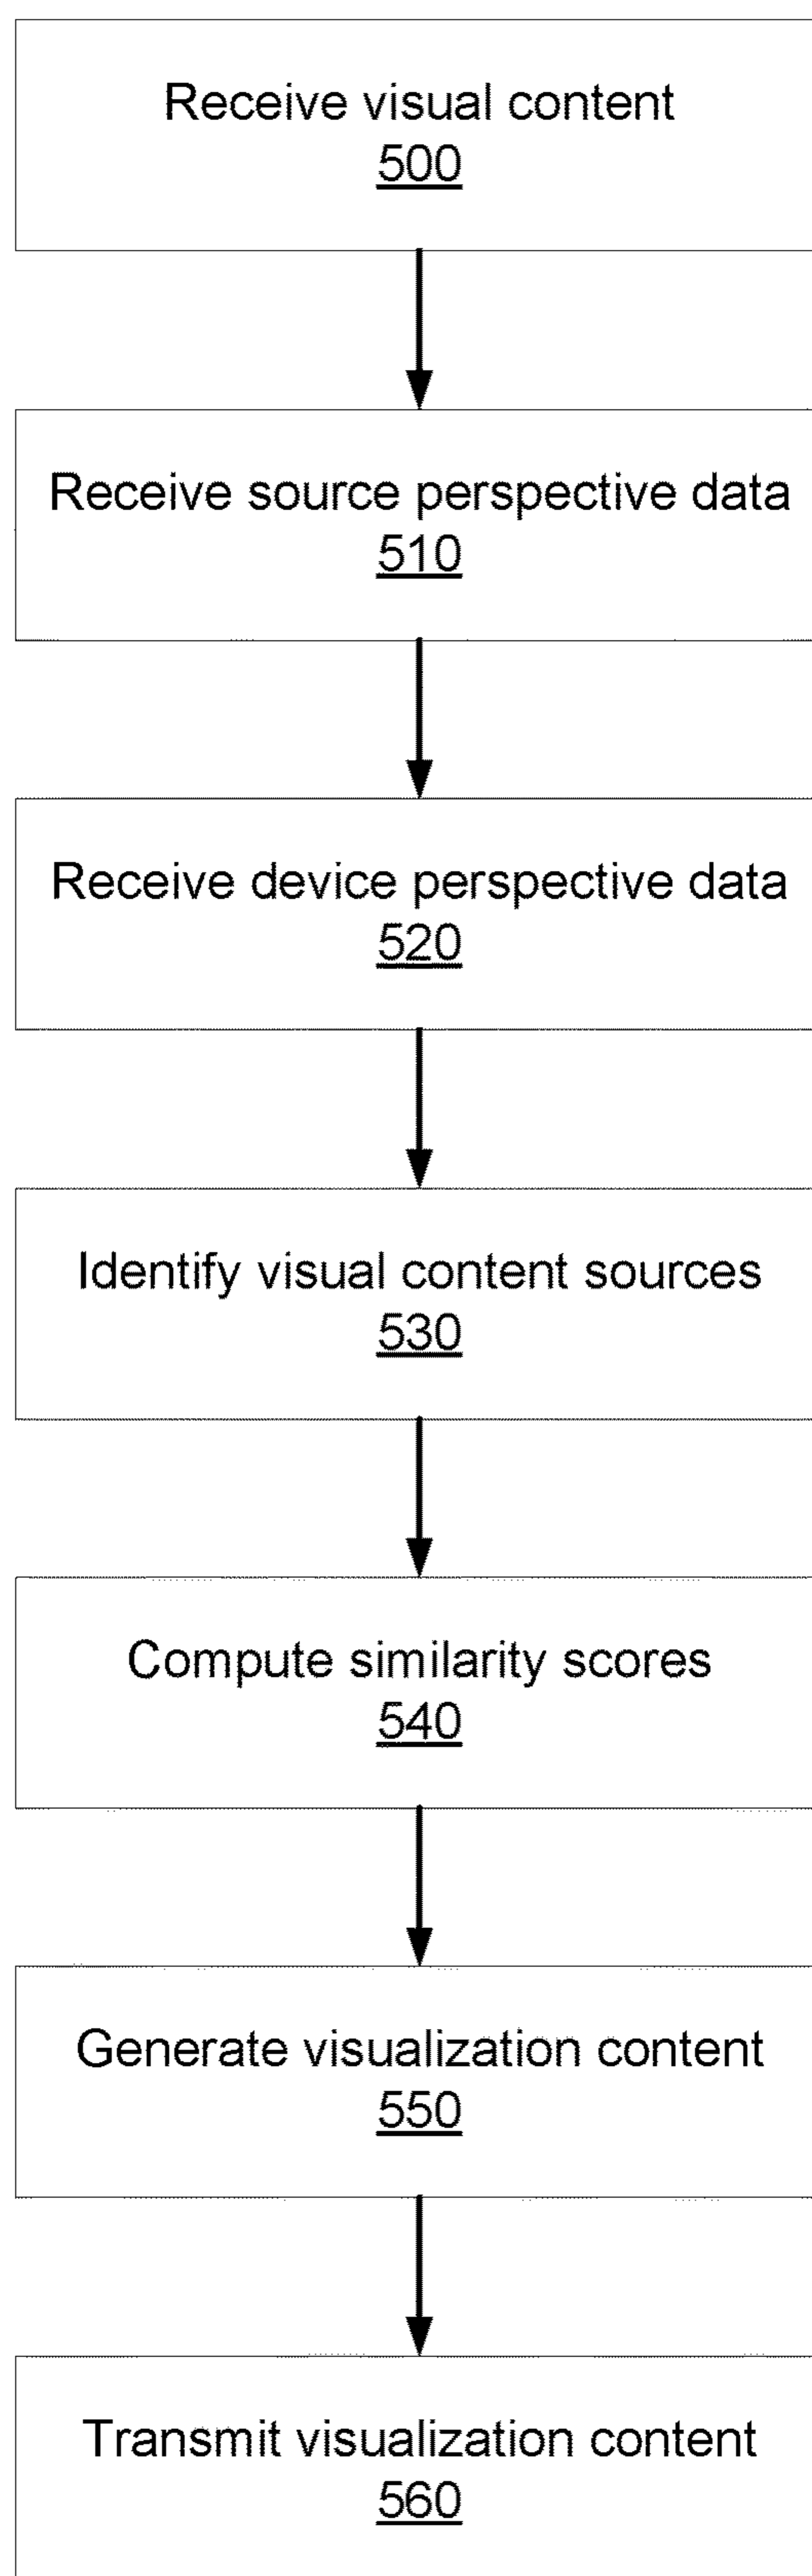 Receive visual content
500
Receive source perspective data
510
Receive device perspective data
520
Identify visual content sources
530
Compute similarity scores
540
Generate visualization content
550
Transmit visualization content
560